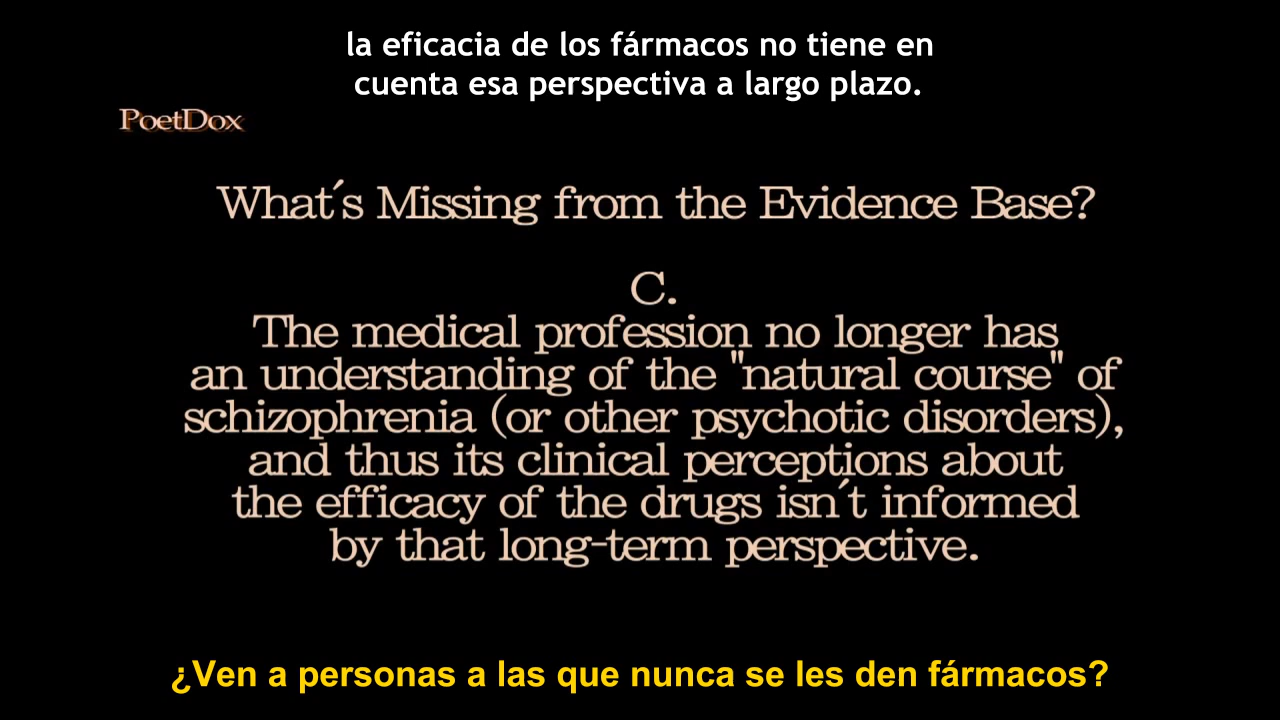 la eficacia de los fármacos no tiene en
cuenta esa perspectiva a largo plazo.
PoetDox
What´s Missing from the Evidence Base?
C.
The medical profession no longer has
an understanding of the "natural course" of
schizophrenia (or other psychotic disorders),
and thus its clinical perceptions about
the efficacy of the drugs isn´t informed
by that long-term perspective.
¿Ven a personas a las que nunca se les den fármacos?